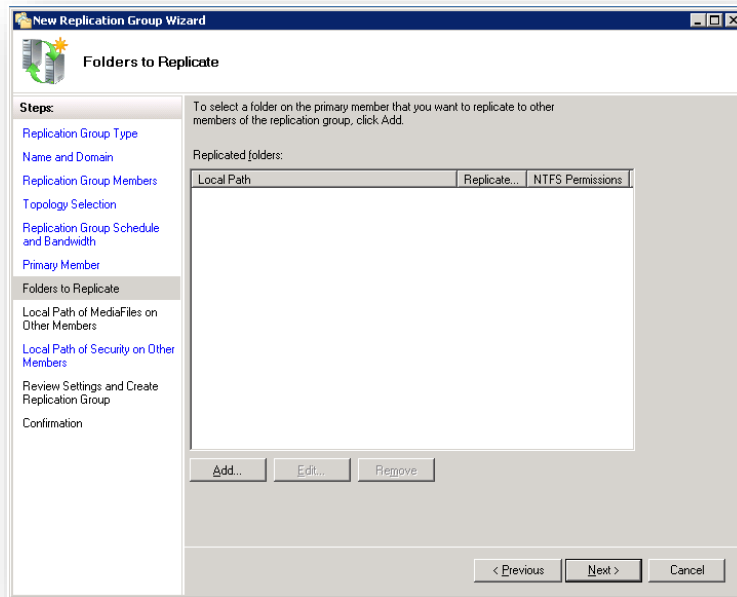 New Replication Group Wizard
Folders to Replicate
Steps:
Replication Group Type
Name and Domain
Replication Group Members
Topology Selection
Replication Group Schedule
and Bandwidth
Primary Member
Folders to Replicate
Local Path of MediaFiles on
Other Members
Local Path of Security on Other
Members
Review Settings and Create
Replication Group
Confirmation
To select a folder on the primary member that you want to replicate to other
members of the replication group, click Add.
Replicated folders:
Local Path Replicate... NTFS Permissions
Add... Edit... Remove
< Previous Next > Cancel